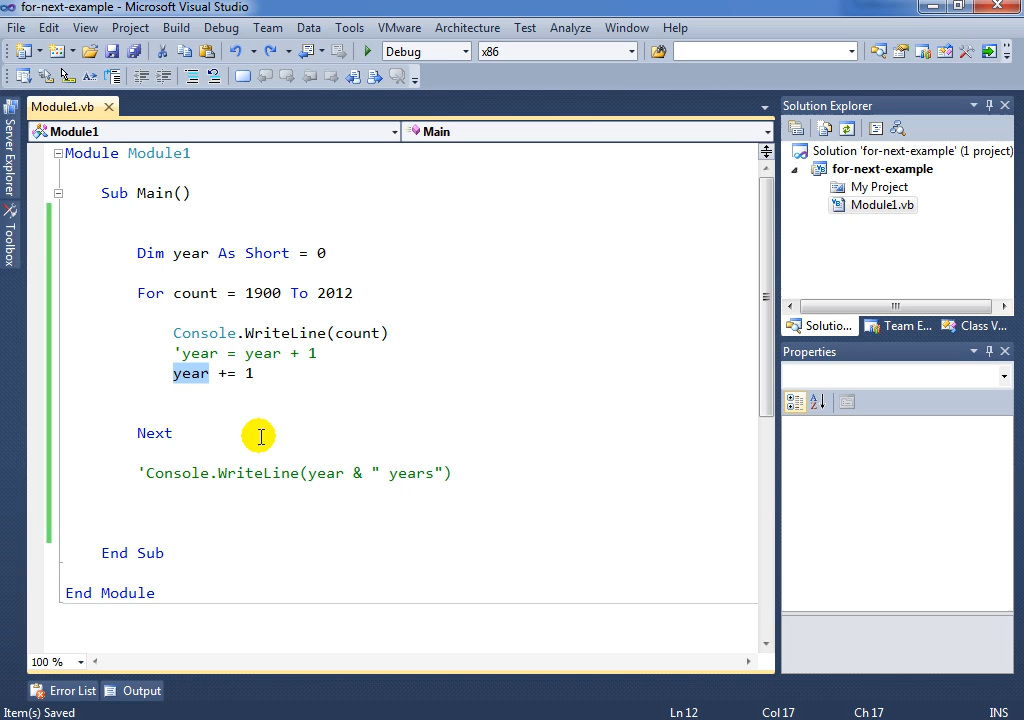 for-next-example - Microsoft Visual Studio
File Edit View Project Build Debug Team Data Tools VMware Architecture Test Analyze Window Help
Debug x86
Module1.vb
Module1 Main
Module Module1
Sub Main()
Dim year As Short = 0
For count = 1900 To 2012
Console.WriteLine(count)
'year = year + 1
year += 1
Next
'Console.WriteLine(year & " years")
End Sub
End Module
100 %
Server Explorer
Toolbox
Solution Explorer
Solution 'for-next-example' (1 project)
for-next-example
My Project
Module1.vb
Solutio... Team E... Class V...
Properties
Error List Output
Item(s) Saved Ln 12 Col 17 Ch 17 INS